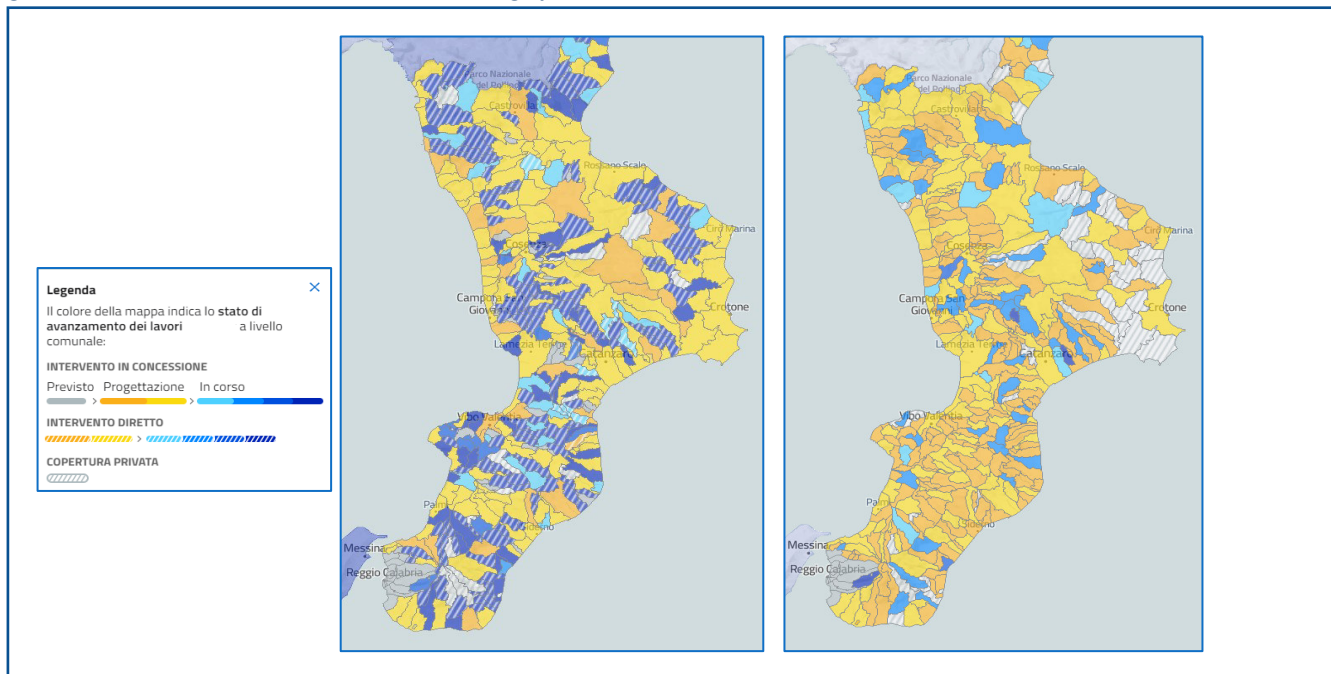 Legenda
Il colore della mappa indica lo stato di
avanzamento dei lavori a livello
comunale:
INTERVENTO IN CONCESSIONE
Previsto Progettazione In corso
INTERVENTO DIRETTO
COPERTURA PRIVATA
Parco Nazionale
del Pollino
Castrovillari
Rossano Scalo
Cirò Marina
Cosenza
Campora San
Giovanni
Crotone
Lamezia Terme
Catanzaro
Vibo Valentia
Palmi
Siderno
Messina
Reggio Calabria
Parco Nazionale
del Pollino
Castrovillari
Rossano Scalo
Cirò Marina
Cosenza
Campora San
Giovanni
Crotone
Lamezia Terme
Catanzaro
Vibo Valentia
Palmi
Siderno
Messina
Reggio Calabria